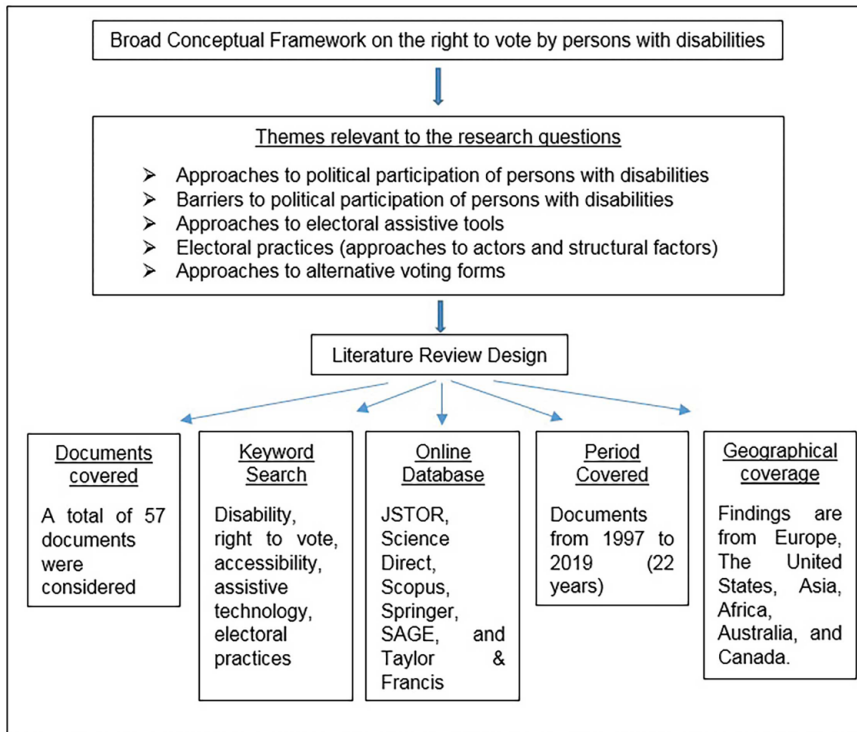 Broad Conceptual Framework on the right to vote by persons with disabilities
Themes relevant to the research questions
➢ Approaches to political participation of persons with disabilities
➢ Barriers to political participation of persons with disabilities
➢ Approaches to electoral assistive tools
➢ Electoral practices (approaches to actors and structural factors)
➢ Approaches to alternative voting forms
Literature Review Design
Documents
covered
A total of 57
documents
were
considered
Keyword
Search
Disability,
right to vote,
accessibility,
assistive
technology,
electoral
practices
Online
Database
JSTOR,
Science
Direct,
Scopus,
Springer,
SAGE, and
Taylor &
Francis
Period
Covered
Documents
from 1997 to
2019 (22
years)
Geographical
coverage
Findings are
from Europe,
The United
States, Asia,
Africa,
Australia, and
Canada.